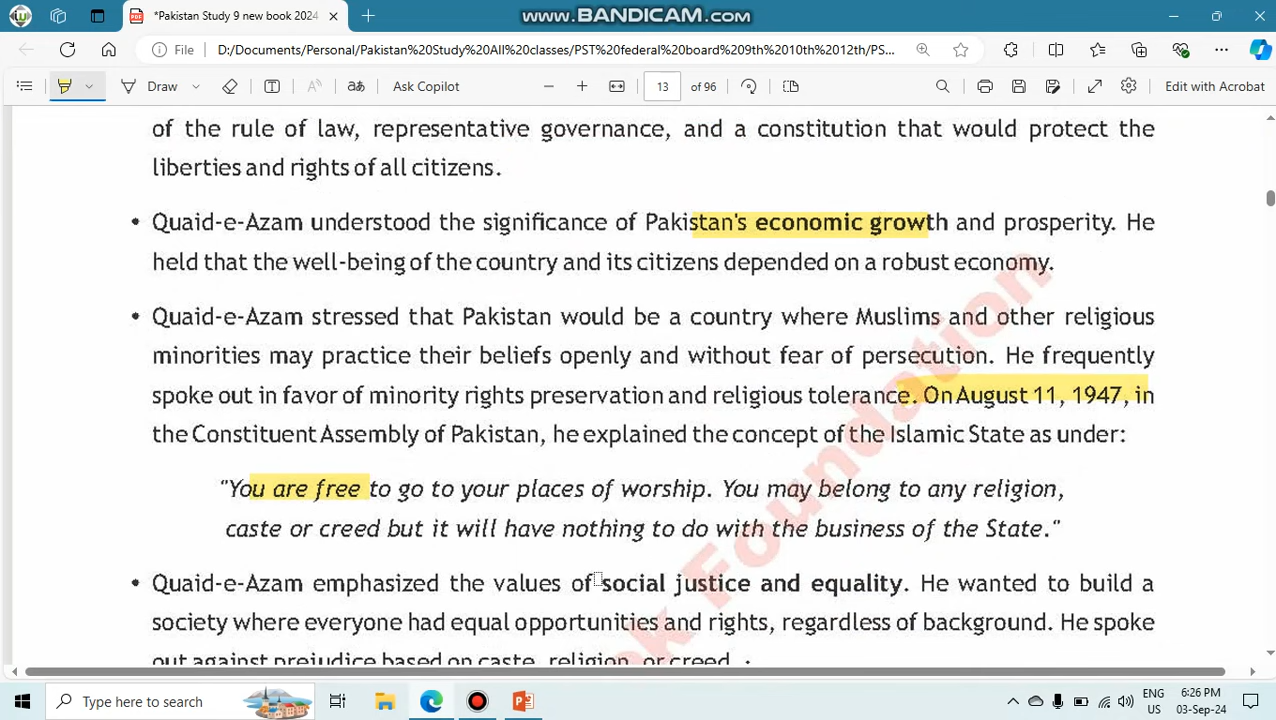 *Pakistan Study 9 new book 2024
www.BANDICAM.com
File D:/Documents/Personal/Pakistan%20Study%20All%20classes/PST%20federal%20board%209th%2010th%2012th/PS...
Draw Ask Copilot 13 of 96 Edit with Acrobat
of the rule of law, representative governance, and a constitution that would protect the
liberties and rights of all citizens.
• Quaid-e-Azam understood the significance of Pakistan's economic growth and prosperity. He
held that the well-being of the country and its citizens depended on a robust economy.
• Quaid-e-Azam stressed that Pakistan would be a country where Muslims and other religious
minorities may practice their beliefs openly and without fear of persecution. He frequently
spoke out in favor of minority rights preservation and religious tolerance. On August 11, 1947, in
the Constituent Assembly of Pakistan, he explained the concept of the Islamic State as under:
"You are free to go to your places of worship. You may belong to any religion,
caste or creed but it will have nothing to do with the business of the State."
• Quaid-e-Azam emphasized the values of social justice and equality. He wanted to build a
society where everyone had equal opportunities and rights, regardless of background. He spoke
out against prejudice based on caste, religion, or creed.
Foundation
Type here to search
ENG 6:26 PM
US 03-Sep-24